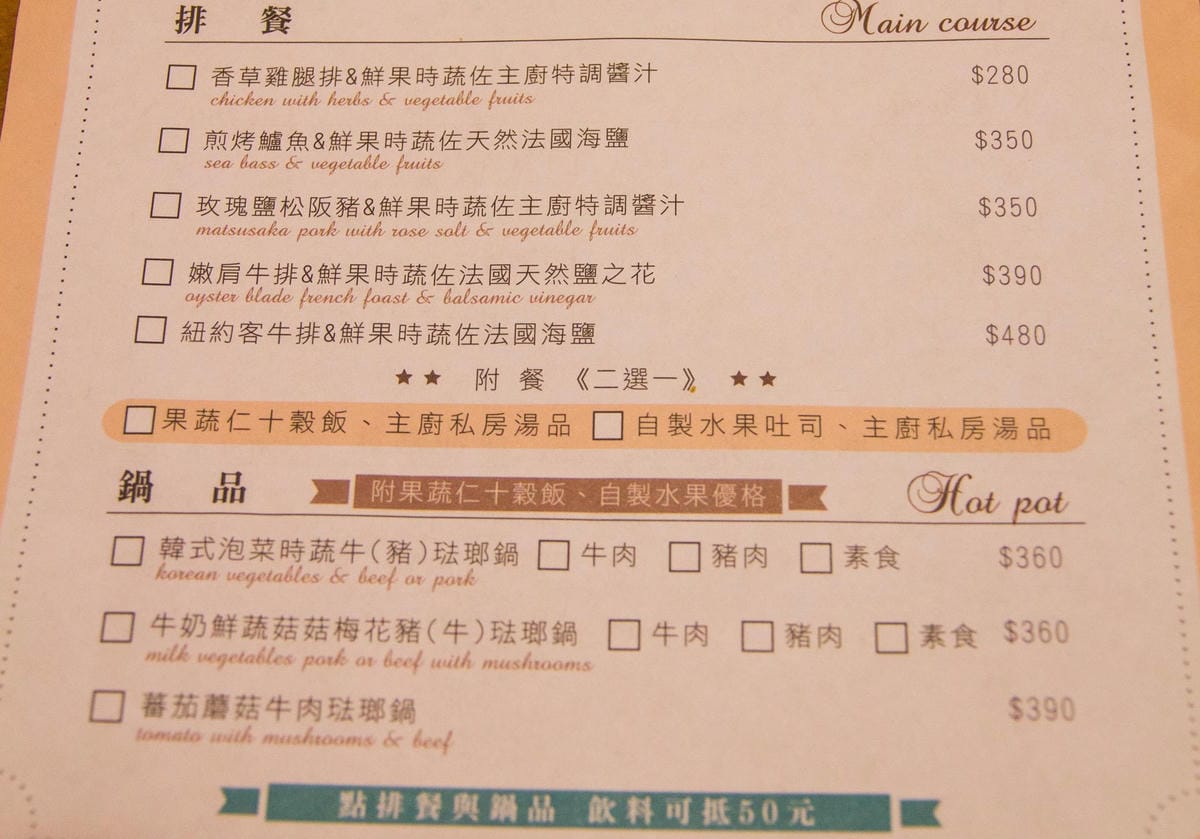 排 餐 Main course
香草雞腿排&鮮果時蔬佐主廚特調醬汁 $280
chicken with herbs & vegetable fruits
煎烤鱸魚&鮮果時蔬佐天然法國海鹽 $350
sea bass & vegetable fruits
玫瑰鹽松阪豬&鮮果時蔬佐主廚特調醬汁 $350
matsusaka pork with rose solt & vegetable fruits
嫩肩牛排&鮮果時蔬佐法國天然鹽之花 $390
oyster blade french foast & balsamic vinegar
紐約客牛排&鮮果時蔬佐法國海鹽 $480
★★ 附 餐 《二選一》 ★★
果蔬仁十穀飯、主廚私房湯品 自製水果吐司、主廚私房湯品
鍋 品 附果蔬仁十穀飯、自製水果優格 Hot pot
韓式泡菜時蔬牛(豬)琺瑯鍋 牛肉 豬肉 素食 $360
korean vegetables & beef or pork
牛奶鮮蔬菇菇梅花豬(牛)琺瑯鍋 牛肉 豬肉 素食 $360
milk vegetables pork or beef with mushrooms
蕃茄蘑菇牛肉琺瑯鍋 $390
tomato with mushrooms & beef
點排餐與鍋品 飲料可抵50元